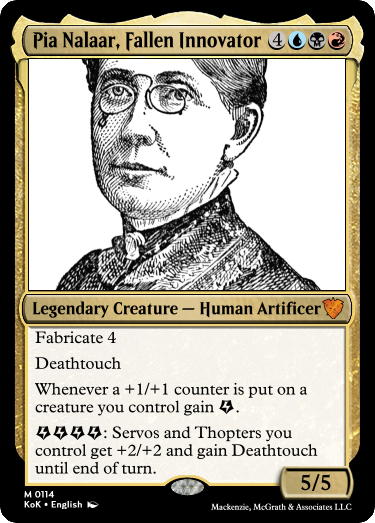 Pia Nalaar, Fallen Innovator 4
Legendary Creature — Human Artificer
Fabricate 4
Deathtouch
Whenever a +1/+1 counter is put on a
creature you control gain .
: Servos and Thopters you
control get +2/+2 and gain Deathtouch
until end of turn.
5/5
M 0114
KoK • English
Mackenzie, McGrath & Associates LLC